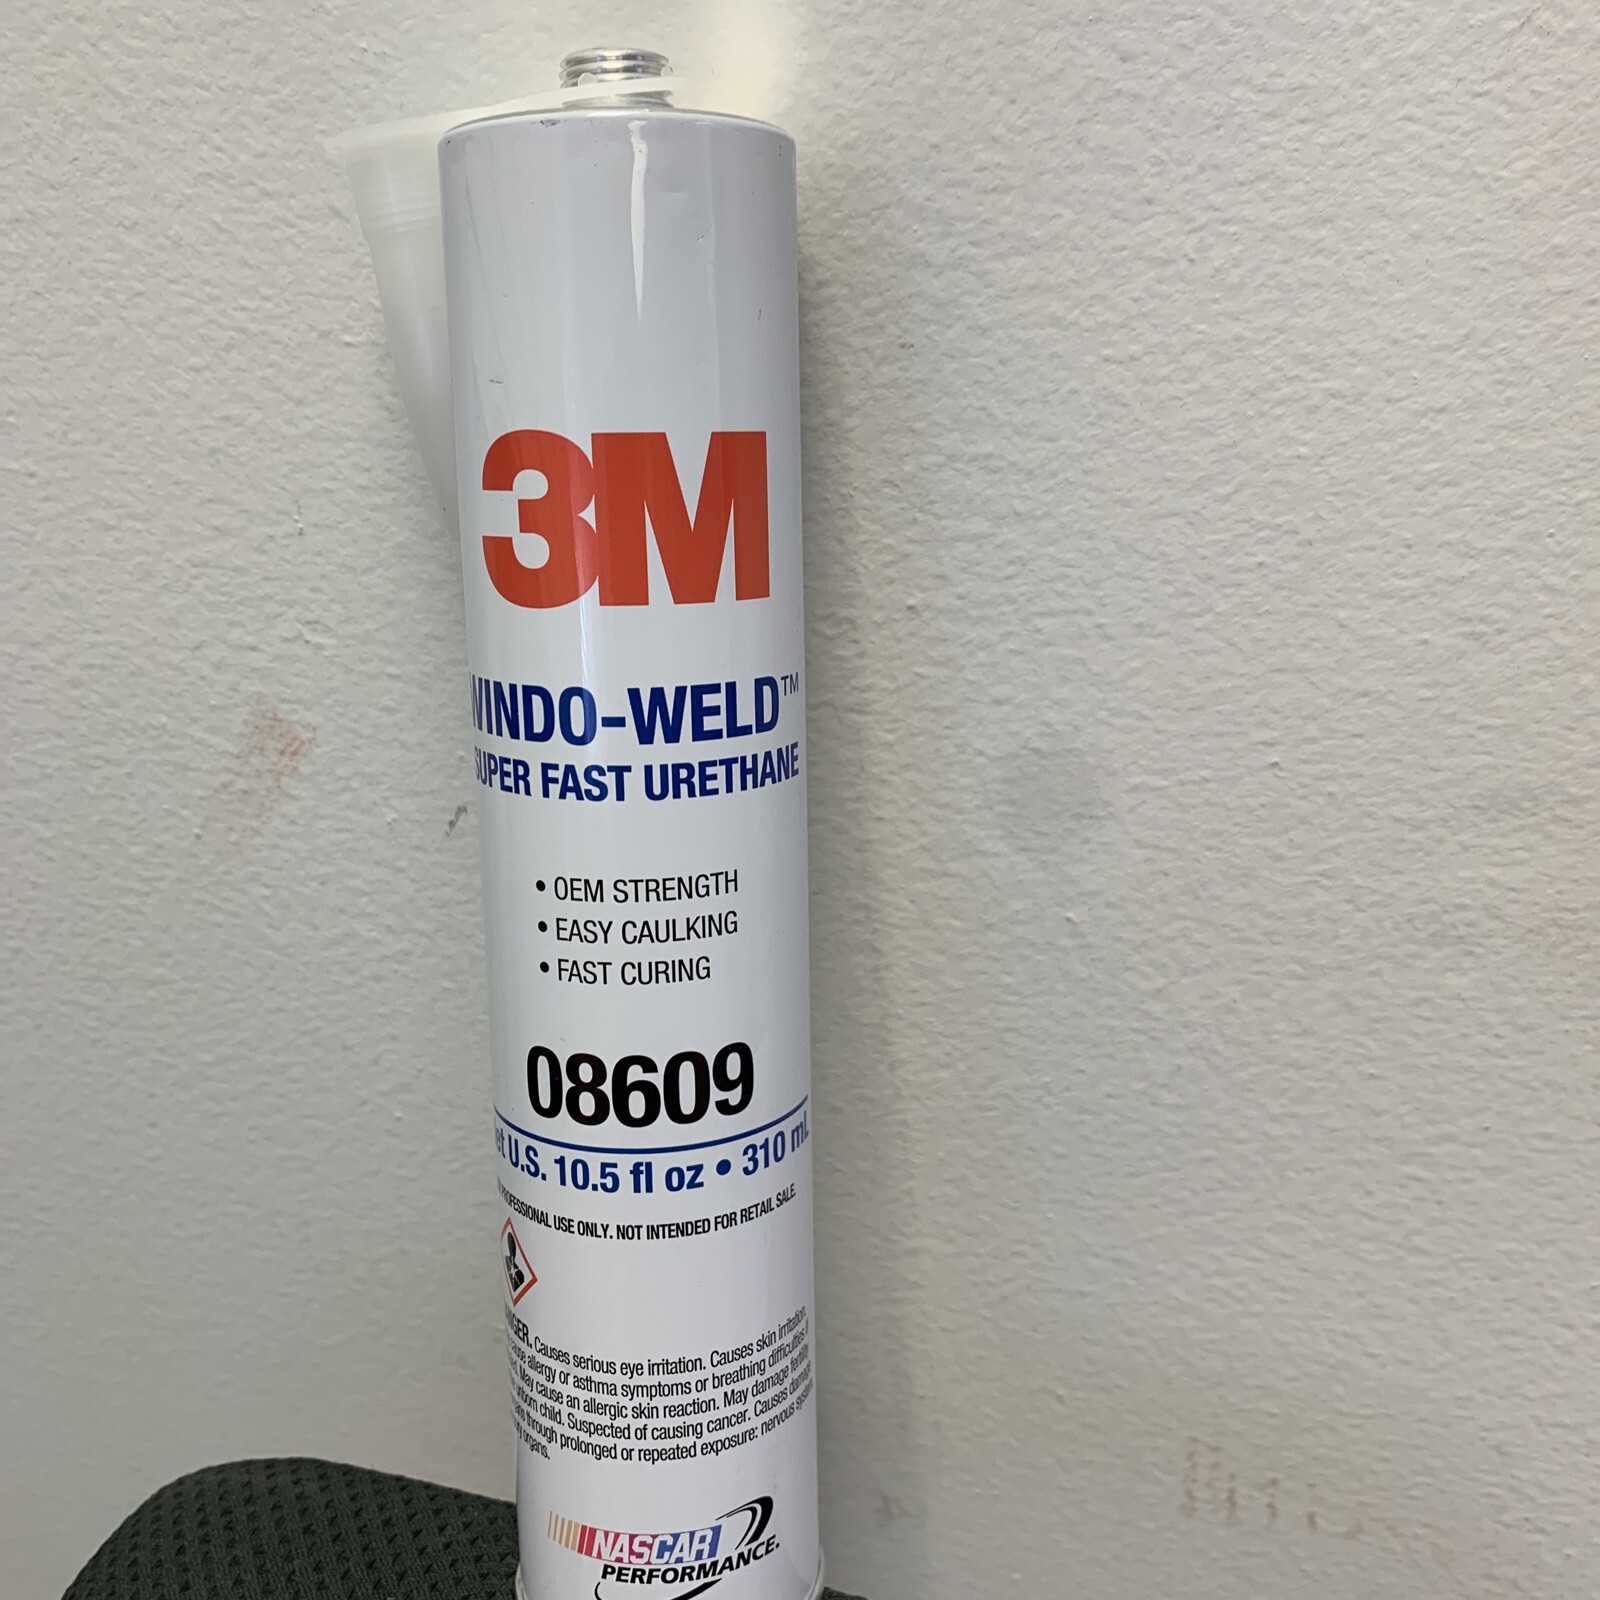 3M
WINDO-WELD™
SUPER FAST URETHANE
• OEM STRENGTH
• EASY CAULKING
• FAST CURING
08609
U.S. 10.5 fl oz • 310 mL
PROFESSIONAL USE ONLY. NOT INTENDED FOR RETAIL SALE.
DANGER. Causes serious eye irritation. Causes skin irritation.
cause allergy or asthma symptoms or breathing difficulties if
May cause an allergic skin reaction. May damage fertility
unborn child. Suspected of causing cancer. Causes damage
through prolonged or repeated exposure: nervous system
organs.
NASCAR
PERFORMANCE.